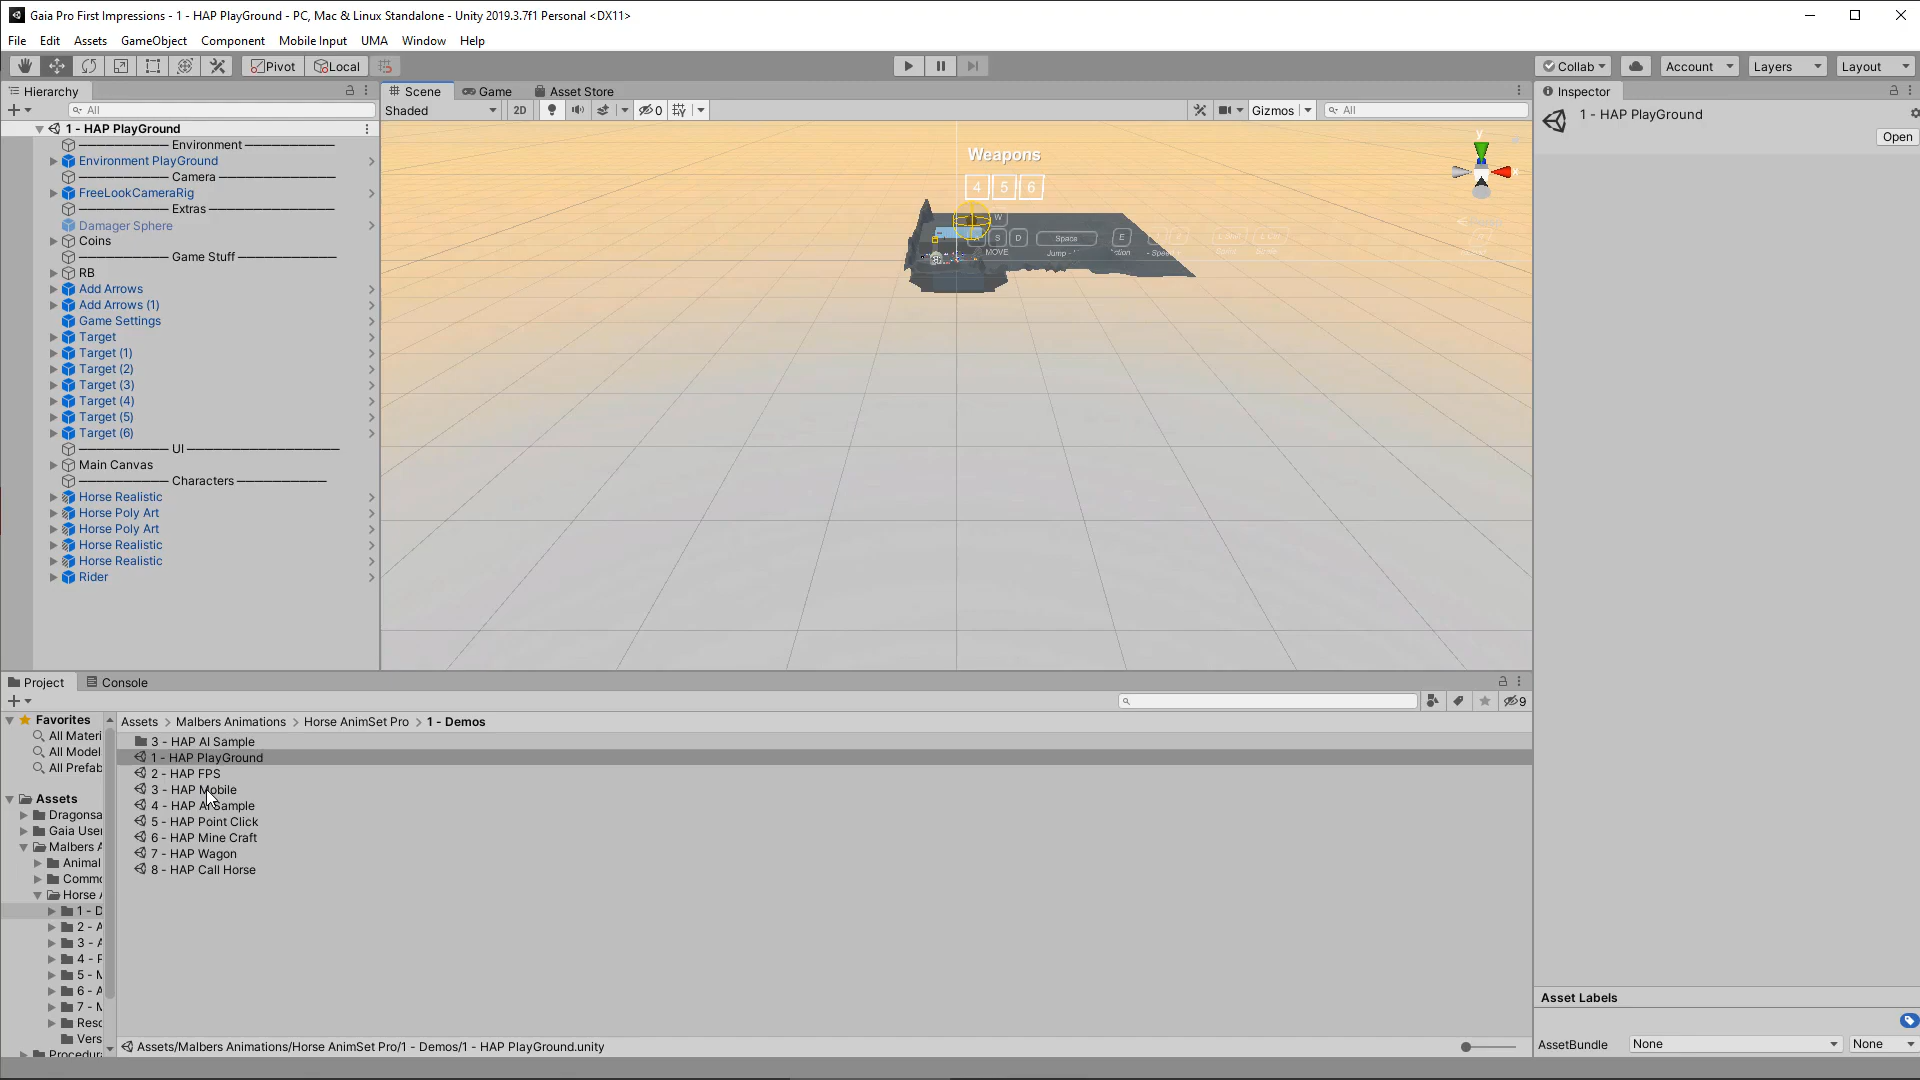 Gaia Pro First Impressions - 1 - HAP PlayGround - PC, Mac & Linux Standalone - Unity 2019.3.7f1 Personal <DX11>
File Edit Assets GameObject Component Mobile Input UMA Window Help
Pivot Local Collab Account Layers Layout
Hierarchy
All
1 - HAP PlayGround
Environment
Environment PlayGround
Camera
FreeLookCameraRig
Extras
Damager Sphere
Coins
Game Stuff
RB
Add Arrows
Add Arrows (1)
Game Settings
Target
Target (1)
Target (2)
Target (3)
Target (4)
Target (5)
Target (6)
UI
Main Canvas
Characters
Horse Realistic
Horse Poly Art
Horse Poly Art
Horse Realistic
Horse Realistic
Rider
Scene Game Asset Store
Shaded 2D 0 Gizmos All
y
x
Weapons
4 5 6
W
S D Space E
MOVE Jump
Inspector
1 - HAP PlayGround
Open
Project Console
9
Favorites
All Materi
All Model
All Prefab
Assets
Dragonsa
Gaia User
Malbers A
Animal
Commo
Horse A
1 - D
2 - A
3 - A
4 - F
5 - M
6 - A
7 - M
Reso
Vers
Procedura
Assets > Malbers Animations > Horse AnimSet Pro > 1 - Demos
3 - HAP AI Sample
1 - HAP PlayGround
2 - HAP FPS
3 - HAP Mobile
4 - HAP AI Sample
5 - HAP Point Click
6 - HAP Mine Craft
7 - HAP Wagon
8 - HAP Call Horse
Assets/Malbers Animations/Horse AnimSet Pro/1 - Demos/1 - HAP PlayGround.unity
Asset Labels
AssetBundle None None